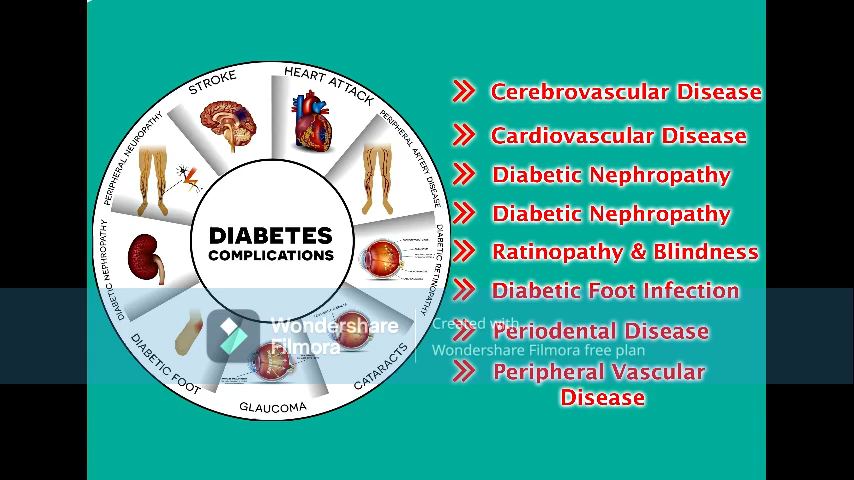 STROKE
HEART ATTACK
PERIPHERAL ARTERY DISEASE
DIABETIC RETINOPATHY
CATARACTS
GLAUCOMA
DIABETIC FOOT
DIABETIC NEPHROPATHY
PERIPHERAL NEUROPATHY
DIABETES
COMPLICATIONS
Cerebrovascular Disease
Cardiovascular Disease
Diabetic Nephropathy
Diabetic Nephropathy
Ratinopathy & Blindness
Diabetic Foot Infection
Periodental Disease
Peripheral Vascular
Disease
Wondershare
Filmora
Created with
Wondershare Filmora free plan